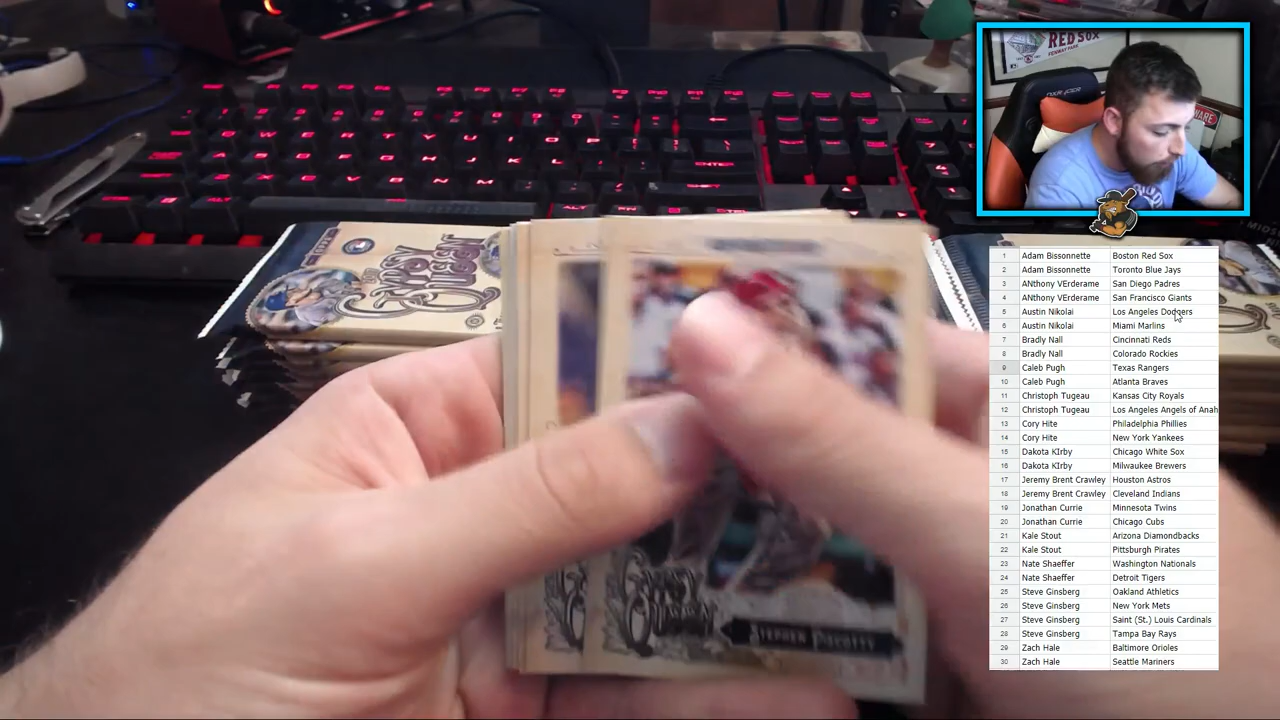 RED SOX
GYPSY
QUEEN
GYPSY
QUEEN
STEPHEN PISCOTTY
1 Adam Bissonnette Boston Red Sox
2 Adam Bissonnette Toronto Blue Jays
3 ANthony VErderame San Diego Padres
4 ANthony VErderame San Francisco Giants
5 Austin Nikolai Los Angeles Dodgers
6 Austin Nikolai Miami Marlins
7 Bradly Nall Cincinnati Reds
8 Bradly Nall Colorado Rockies
9 Caleb Pugh Texas Rangers
10 Caleb Pugh Atlanta Braves
11 Christoph Tugeau Kansas City Royals
12 Christoph Tugeau Los Angeles Angels of Anah
13 Cory Hite Philadelphia Phillies
14 Cory Hite New York Yankees
15 Dakota KIrby Chicago White Sox
16 Dakota KIrby Milwaukee Brewers
17 Jeremy Brent Crawley Houston Astros
18 Jeremy Brent Crawley Cleveland Indians
19 Jonathan Currie Minnesota Twins
20 Jonathan Currie Chicago Cubs
21 Kale Stout Arizona Diamondbacks
22 Kale Stout Pittsburgh Pirates
23 Nate Shaeffer Washington Nationals
24 Nate Shaeffer Detroit Tigers
25 Steve Ginsberg Oakland Athletics
26 Steve Ginsberg New York Mets
27 Steve Ginsberg Saint (St.) Louis Cardinals
28 Steve Ginsberg Tampa Bay Rays
29 Zach Hale Baltimore Orioles
30 Zach Hale Seattle Mariners